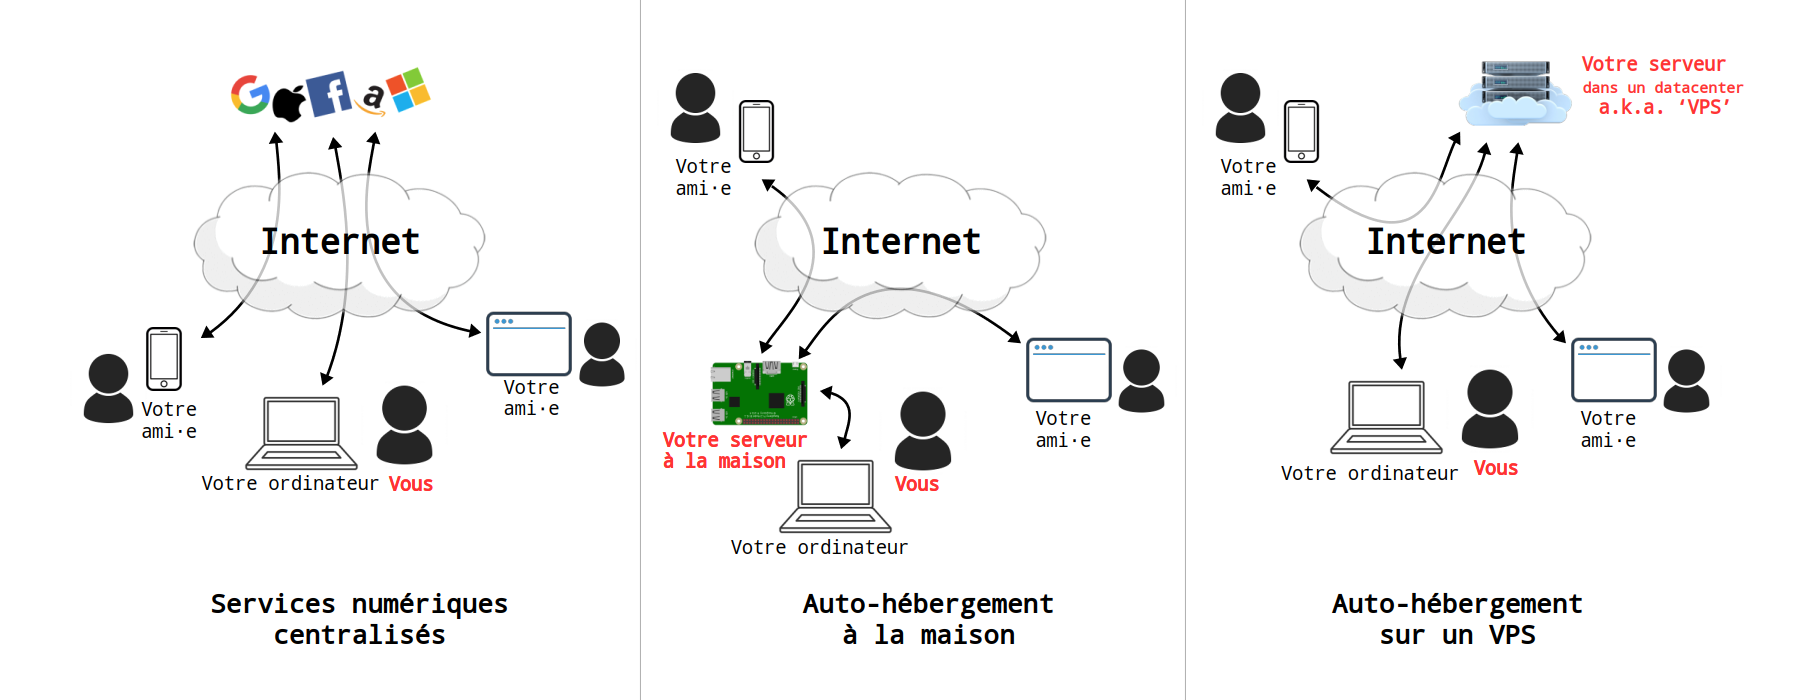 Internet
Votre
ami·e
Votre
ami·e
Votre ordinateur Vous
Services numériques
centralisés
Votre
ami·e
Internet
Votre serveur
à la maison
Vous
Votre ordinateur
Votre
ami·e
Auto-hébergement
à la maison
Votre serveur
dans un datacenter
a.k.a. ‘VPS’
Votre
ami·e
Internet
Votre
ami·e
Votre ordinateur Vous
Auto-hébergement
sur un VPS